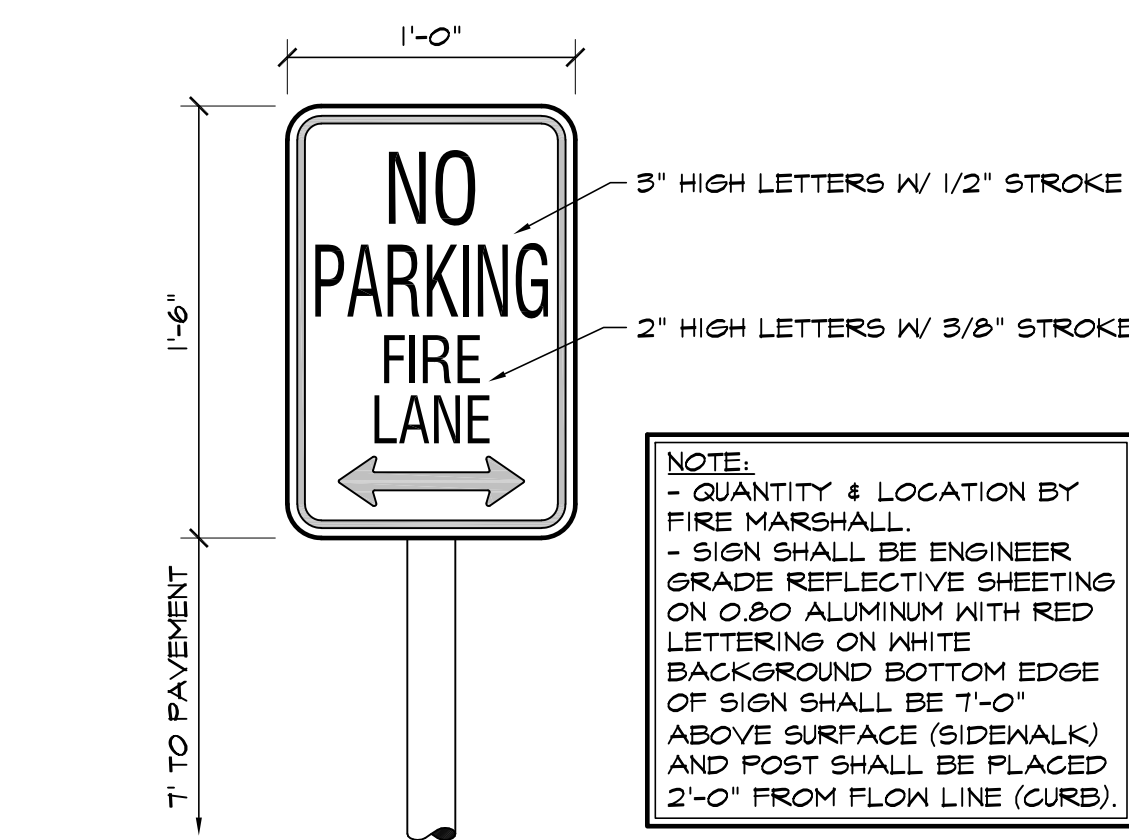 1'-0"
NO
PARKING
FIRE
LANE
3" HIGH LETTERS W/ 1/2" STROKE
2" HIGH LETTERS W/ 3/8" STROKE
1'-6"
7' TO PAVEMENT
NOTE:
- QUANTITY & LOCATION BY
FIRE MARSHALL.
- SIGN SHALL BE ENGINEER
GRADE REFLECTIVE SHEETING
ON 0.80 ALUMINUM WITH RED
LETTERING ON WHITE
BACKGROUND BOTTOM EDGE
OF SIGN SHALL BE 7'-0"
ABOVE SURFACE (SIDEWALK)
AND POST SHALL BE PLACED
2'-0" FROM FLOW LINE (CURB).